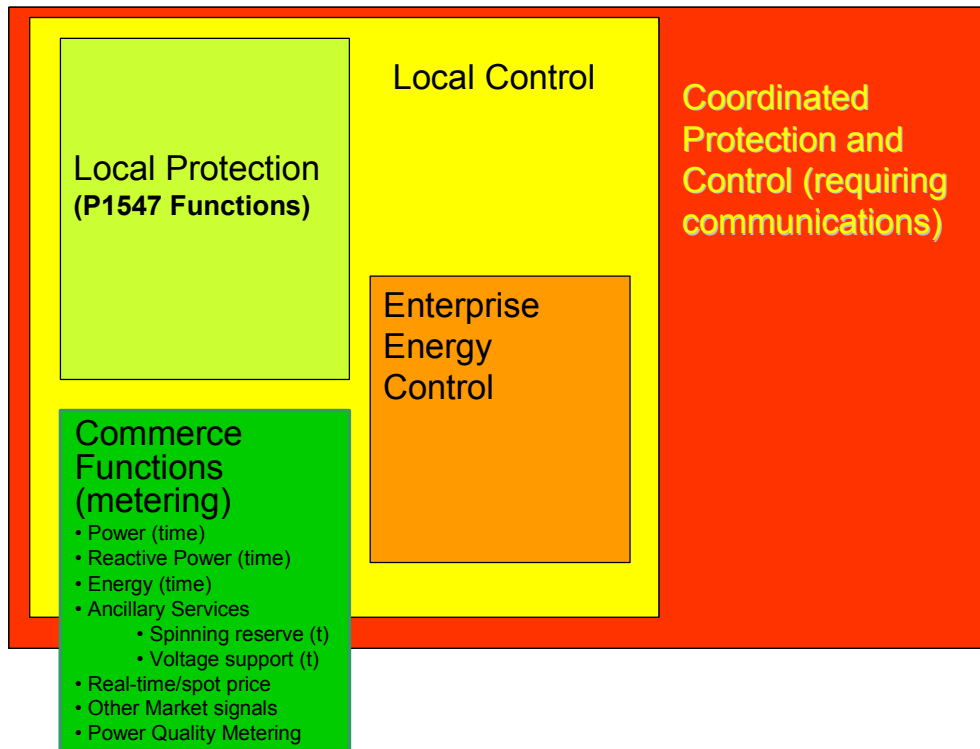 Local Control
Coordinated
Protection and
Control (requiring
communications)
Local Protection
(P1547 Functions)
Enterprise
Energy
Control
Commerce
Functions
(metering)
• Power (time)
• Reactive Power (time)
• Energy (time)
• Ancillary Services
• Spinning reserve (t)
• Voltage support (t)
• Real-time/spot price
• Other Market signals
• Power Quality Metering